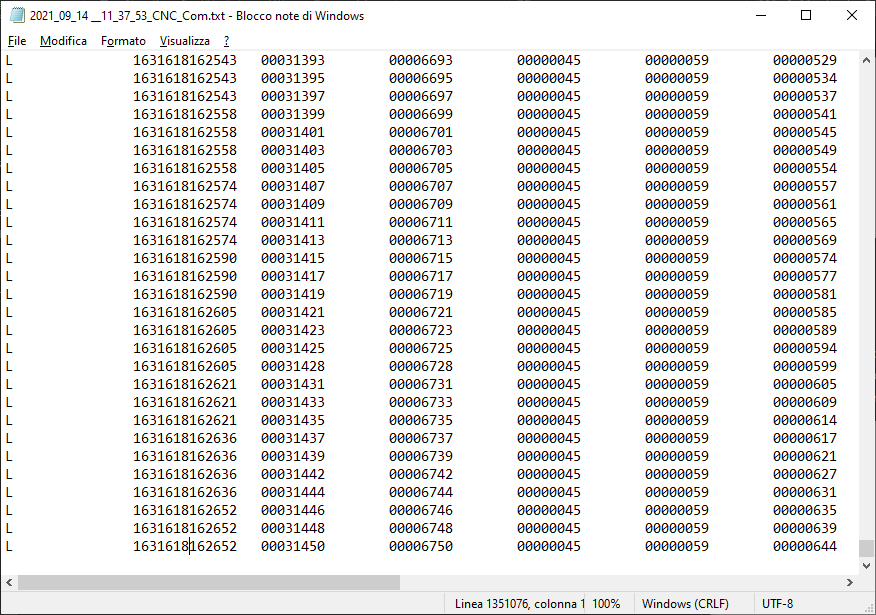 2021_09_14 __11_37_53_CNC_Com.txt - Blocco note di Windows
File Modifica Formato Visualizza ?
L 1631618162543 00031393 00006693 00000045 00000059 00000529
L 1631618162543 00031395 00006695 00000045 00000059 00000534
L 1631618162543 00031397 00006697 00000045 00000059 00000537
L 1631618162558 00031399 00006699 00000045 00000059 00000541
L 1631618162558 00031401 00006701 00000045 00000059 00000545
L 1631618162558 00031403 00006703 00000045 00000059 00000549
L 1631618162558 00031405 00006705 00000045 00000059 00000554
L 1631618162574 00031407 00006707 00000045 00000059 00000557
L 1631618162574 00031409 00006709 00000045 00000059 00000561
L 1631618162574 00031411 00006711 00000045 00000059 00000565
L 1631618162574 00031413 00006713 00000045 00000059 00000569
L 1631618162590 00031415 00006715 00000045 00000059 00000574
L 1631618162590 00031417 00006717 00000045 00000059 00000577
L 1631618162590 00031419 00006719 00000045 00000059 00000581
L 1631618162605 00031421 00006721 00000045 00000059 00000585
L 1631618162605 00031423 00006723 00000045 00000059 00000589
L 1631618162605 00031425 00006725 00000045 00000059 00000594
L 1631618162605 00031428 00006728 00000045 00000059 00000599
L 1631618162621 00031431 00006731 00000045 00000059 00000605
L 1631618162621 00031433 00006733 00000045 00000059 00000609
L 1631618162621 00031435 00006735 00000045 00000059 00000614
L 1631618162636 00031437 00006737 00000045 00000059 00000617
L 1631618162636 00031439 00006739 00000045 00000059 00000621
L 1631618162636 00031442 00006742 00000045 00000059 00000627
L 1631618162636 00031444 00006744 00000045 00000059 00000631
L 1631618162652 00031446 00006746 00000045 00000059 00000635
L 1631618162652 00031448 00006748 00000045 00000059 00000639
L 1631618162652 00031450 00006750 00000045 00000059 00000644
Linea 1351076, colonna 1 100% Windows (CRLF) UTF-8